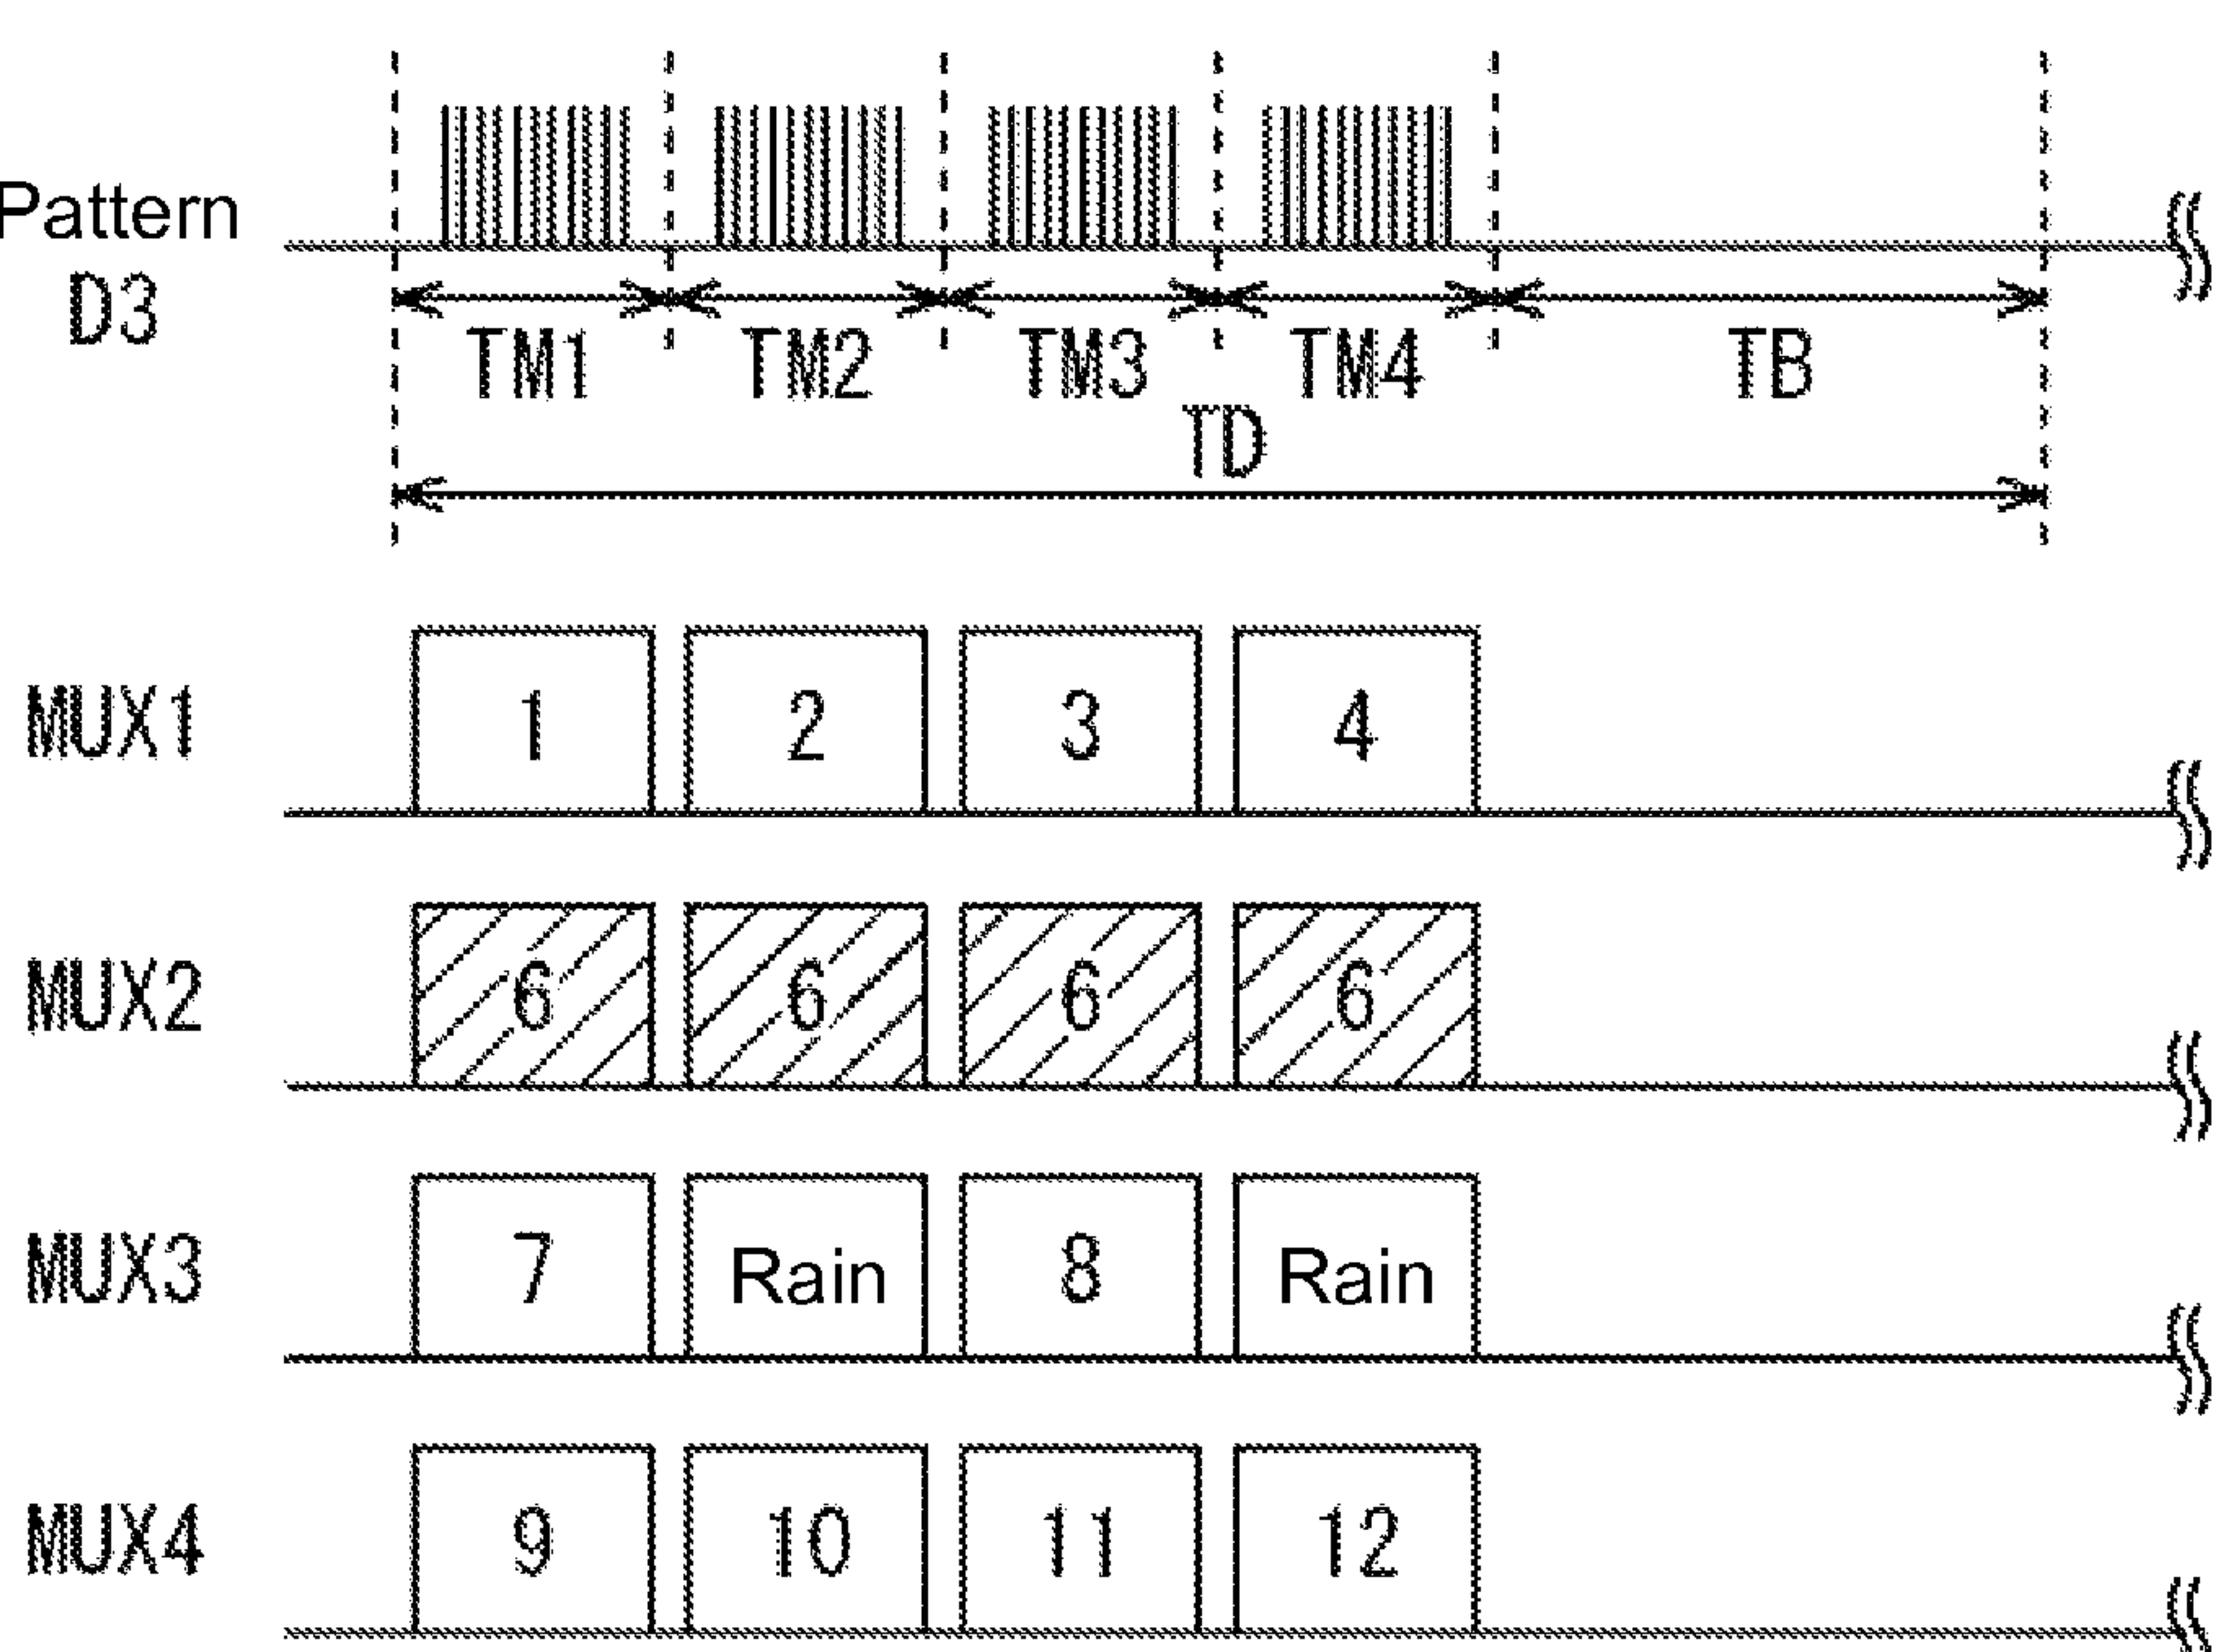 Pattern
D3
TM1 TM2 TM3 TM4 TB
TD
MUX1 1 2 3 4
MUX2 6 6 6 6
MUX3 7 Rain 8 Rain
MUX4 9 10 11 12